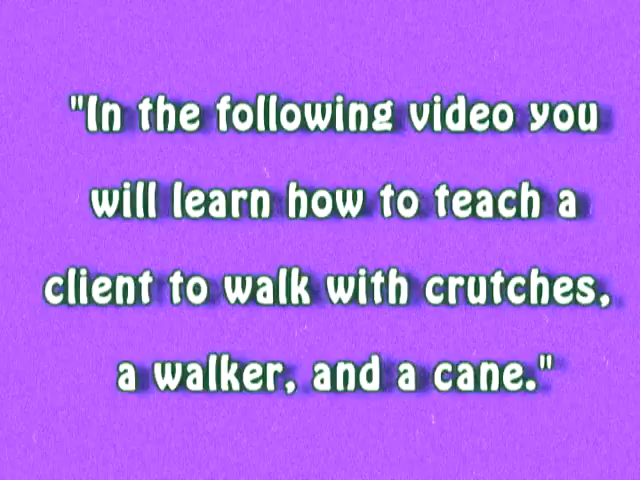 "In the following video you
will learn how to teach a
client to walk with crutches,
a walker, and a cane."